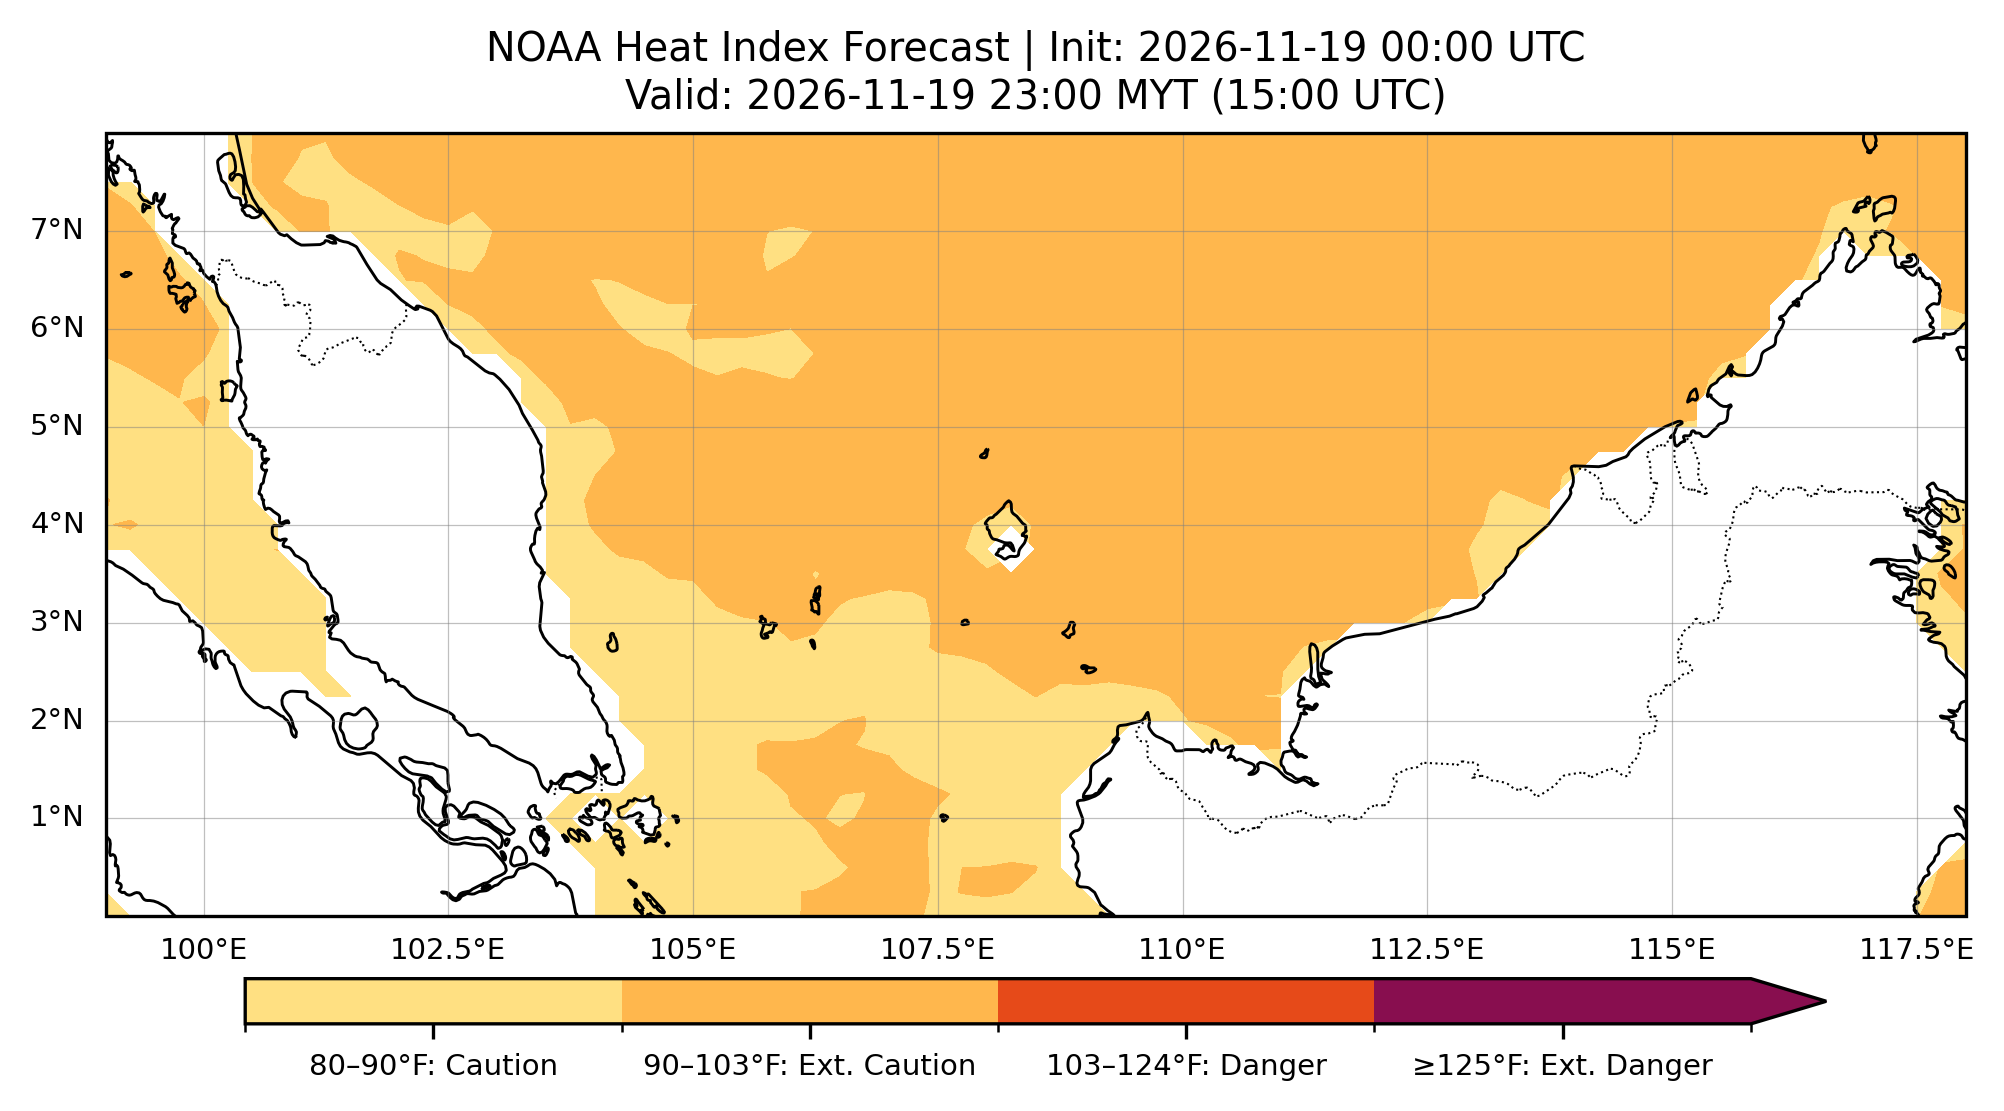 NOAA Heat Index Forecast | Init: 2026-11-19 00:00 UTC
Valid: 2026-11-19 23:00 MYT (15:00 UTC)
7°N
6°N
5°N
4°N
3°N
2°N
1°N
100°E
102.5°E
105°E
107.5°E
110°E
112.5°E
115°E
117.5°E
80–90°F: Caution
90–103°F: Ext. Caution
103–124°F: Danger
≥125°F: Ext. Danger